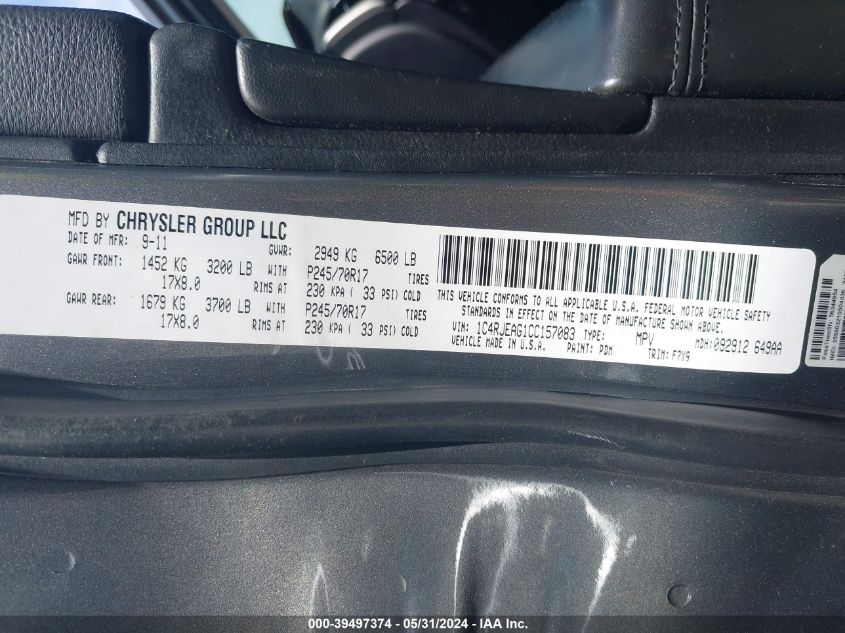 MFD BY CHRYSLER GROUP LLC
DATE OF MFR: 9-11 GVWR: 2949 KG 6500 LB
GAWR FRONT: 1452 KG 3200 LB WITH P245/70R17 TIRES
17X8.0 RIMS AT 230 KPA ( 33 PSI) COLD
GAWR REAR: 1679 KG 3700 LB WITH P245/70R17 TIRES
17X8.0 RIMS AT 230 KPA ( 33 PSI) COLD
THIS VEHICLE CONFORMS TO ALL APPLICABLE U.S.A. FEDERAL MOTOR VEHICLE SAFETY
STANDARDS IN EFFECT ON THE DATE OF MANUFACTURE SHOWN ABOVE.
VIN: 1C4RJEAG1CC157083 TYPE: MPV MDH:092912 649AA
VEHICLE MADE IN U.S.A. PAINT: PDM TRIM: F7X9
000-39497374 - 05/31/2024 - IAA Inc.